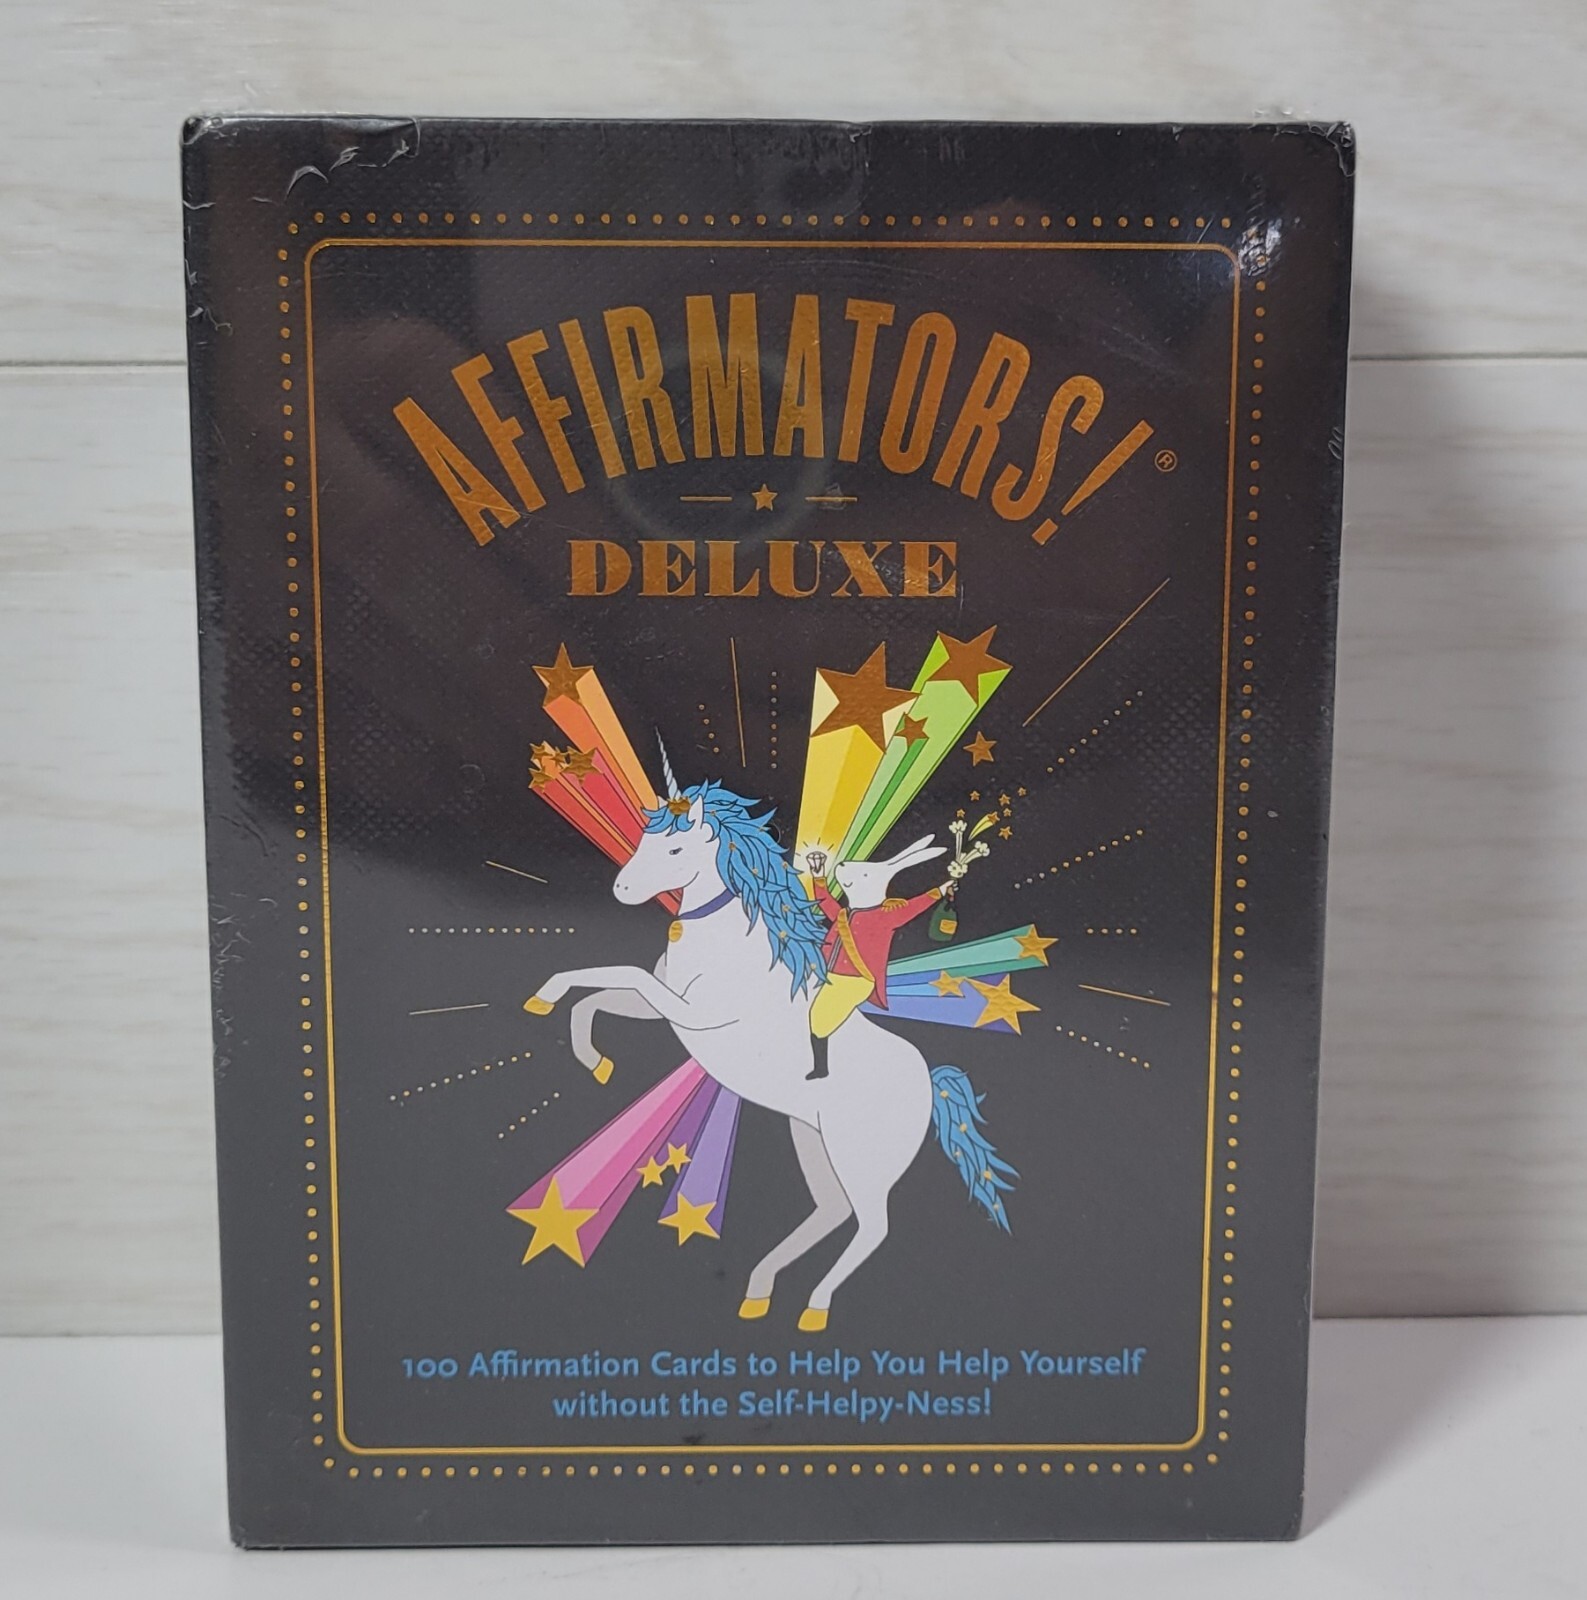 AFFIRMATORS!®
DELUXE
100 Affirmation Cards to Help You Help Yourself
without the Self-Helpy-Ness!